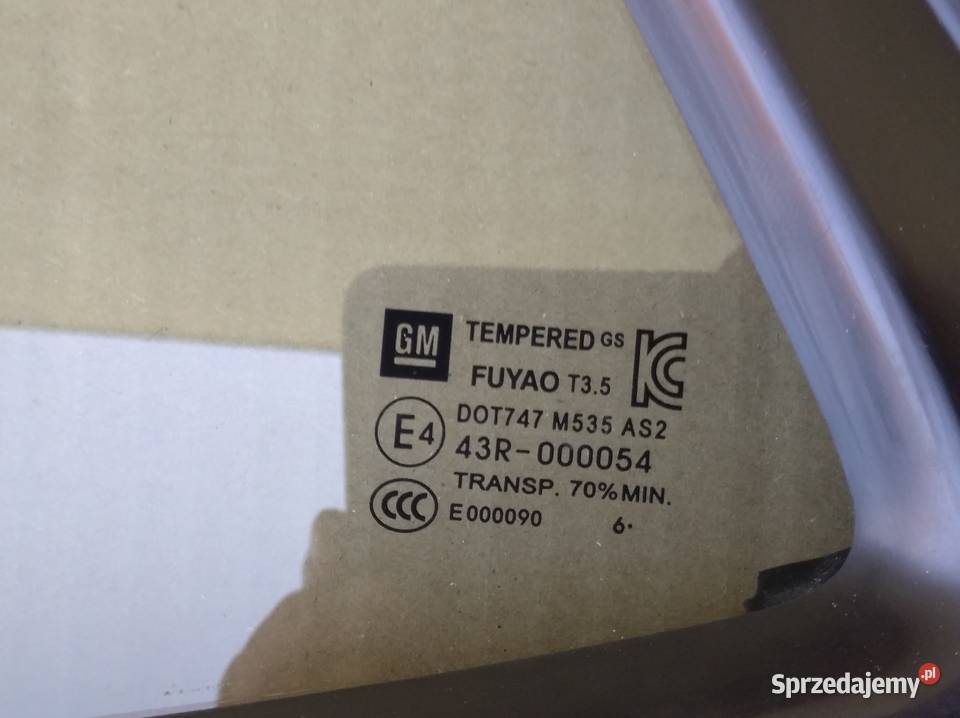 GM TEMPERED GS KC
FUYAO T3.5
DOT747 M535 AS2
E4 43R-000054
TRANSP. 70%MIN.
CCC E000090 6·
Sprzedajemy.pl